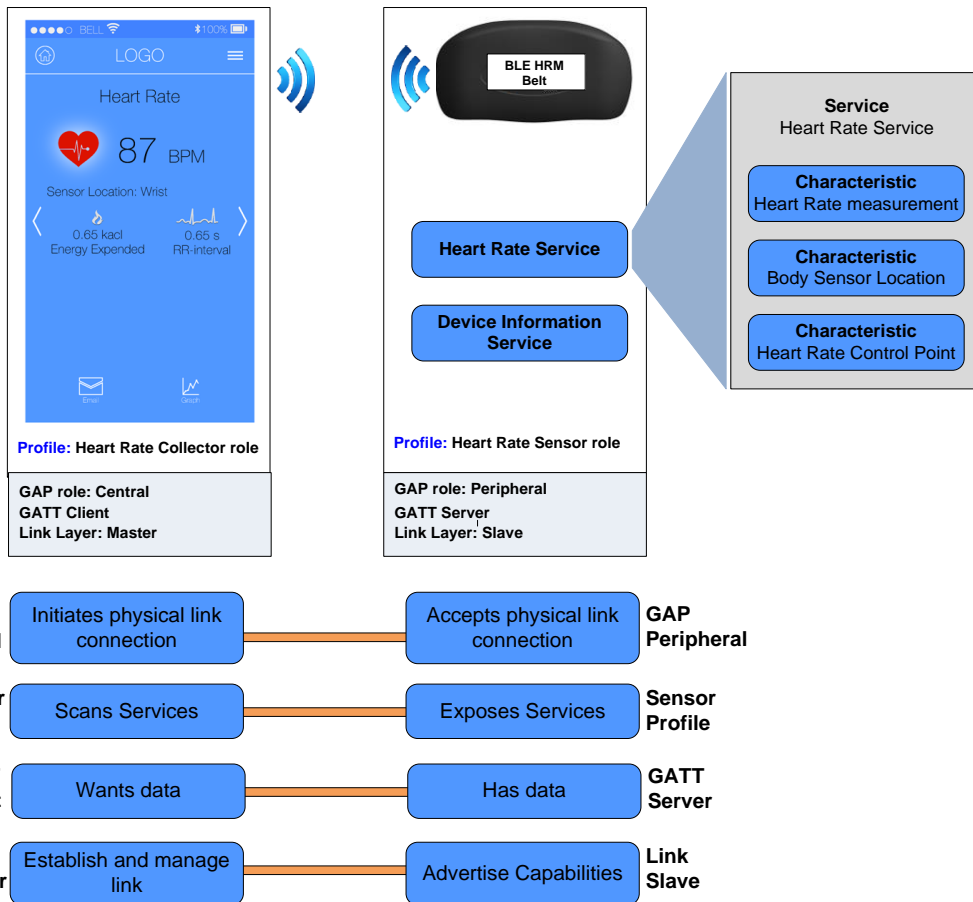 BELL
100%
LOGO
Heart Rate
87 BPM
Sensor Location: Wrist
0.65 kacl
Energy Expended
0.65 s
RR-interval
Email
Graph
Profile: Heart Rate Collector role
GAP role: Central
GATT Client
Link Layer: Master
BLE HRM
Belt
Heart Rate Service
Device Information
Service
Profile: Heart Rate Sensor role
GAP role: Peripheral
GATT Server
Link Layer: Slave
Service
Heart Rate Service
Characteristic
Heart Rate measurement
Characteristic
Body Sensor Location
Characteristic
Heart Rate Control Point
Initiates physical link
connection
Accepts physical link
connection
GAP
Peripheral
Scans Services
Exposes Services
Sensor
Profile
Wants data
Has data
GATT
Server
Establish and manage
link
Advertise Capabilities
Link
Slave